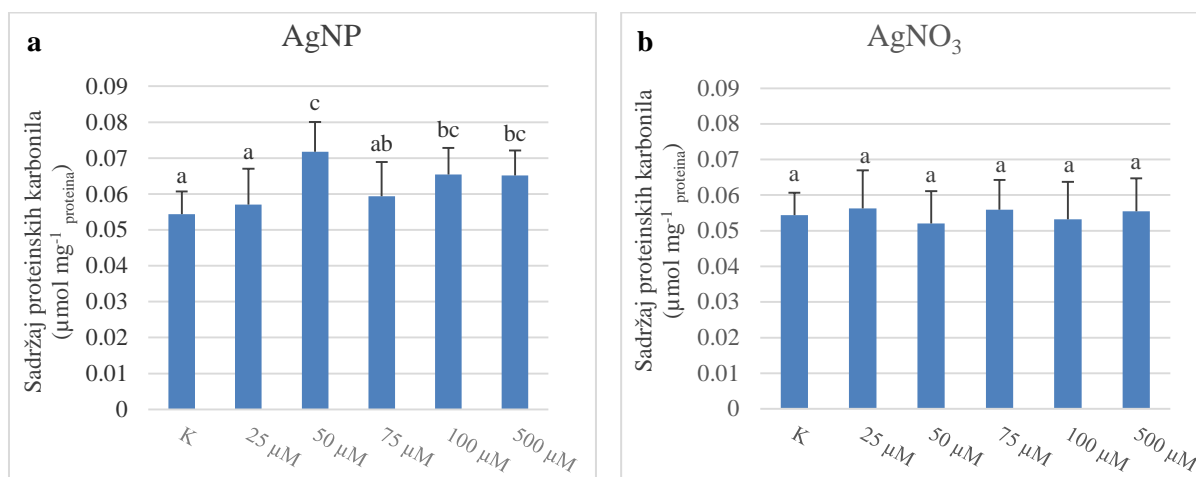 a
AgNP
Sadržaj proteinskih karbonila
(µmol mg⁻¹ proteina)
0.09
0.08
0.07
0.06
0.05
0.04
0.03
0.02
0.01
0
a
a
c
ab
bc
bc
K
25 µM
50 µM
75 µM
100 µM
500 µM
b
AgNO₃
Sadržaj proteinskih karbonila
(µmol mg⁻¹ proteina)
0.09
0.08
0.07
0.06
0.05
0.04
0.03
0.02
0.01
0
a
a
a
a
a
a
K
25 µM
50 µM
75 µM
100 µM
500 µM